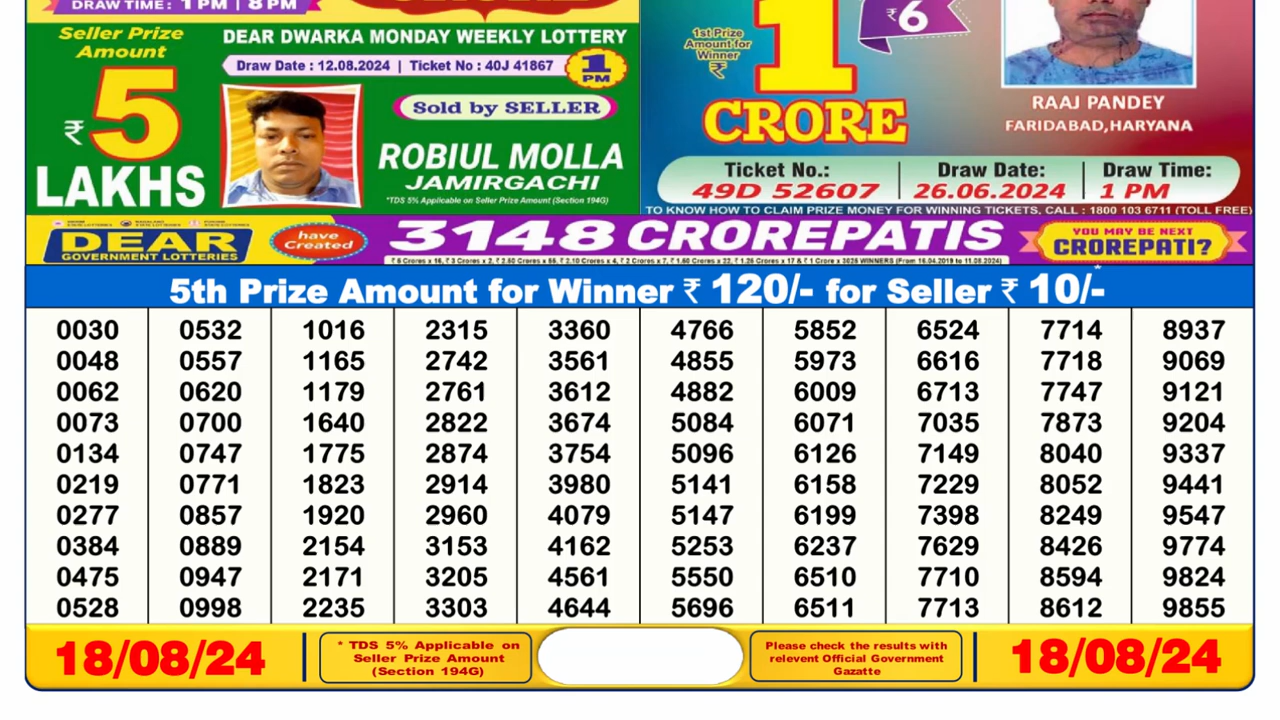 DRAW TIME : 1 PM | 8 PM
Seller Prize
Amount
₹ 5
LAKHS
DEAR DWARKA MONDAY WEEKLY LOTTERY
Draw Date : 12.08.2024 | Ticket No : 40J 41867
1
PM
Sold by SELLER
ROBIUL MOLLA
JAMIRGACHI
*TDS 5% Applicable on Seller Prize Amount (Section 194G)
₹6
1st Prize
Amount for
Winner
₹
1
CRORE
RAAJ PANDEY
FARIDABAD,HARYANA
Ticket No.: Draw Date: Draw Time:
49D 52607 26.06.2024 1 PM
TO KNOW HOW TO CLAIM PRIZE MONEY FOR WINNING TICKETS, CALL : 1800 103 6711 (TOLL FREE)
DEAR
GOVERNMENT LOTTERIES
have
Created
3148 CROREPATIS
YOU MAY BE NEXT
CROREPATI?
5th Prize Amount for Winner ₹ 120/- for Seller ₹ 10/-*
0030 0532 1016 2315 3360 4766 5852 6524 7714 8937
0048 0557 1165 2742 3561 4855 5973 6616 7718 9069
0062 0620 1179 2761 3612 4882 6009 6713 7747 9121
0073 0700 1640 2822 3674 5084 6071 7035 7873 9204
0134 0747 1775 2874 3754 5096 6126 7149 8040 9337
0219 0771 1823 2914 3980 5141 6158 7229 8052 9441
0277 0857 1920 2960 4079 5147 6199 7398 8249 9547
0384 0889 2154 3153 4162 5253 6237 7629 8426 9774
0475 0947 2171 3205 4561 5550 6510 7710 8594 9824
0528 0998 2235 3303 4644 5696 6511 7713 8612 9855
18/08/24
* TDS 5% Applicable on
Seller Prize Amount
(Section 194G)
Please check the results with
relevent Official Government
Gazatte
18/08/24